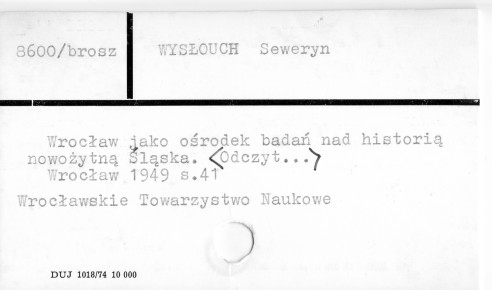 8600/brosz WYSŁOUCH Seweryn
Wrocław jako ośrodek badań nad historią
nowożytną Śląska. <Odczyt...>
Wrocław 1949 s.41
Wrocławskie Towarzystwo Naukowe
DUJ 1018/74 10 000